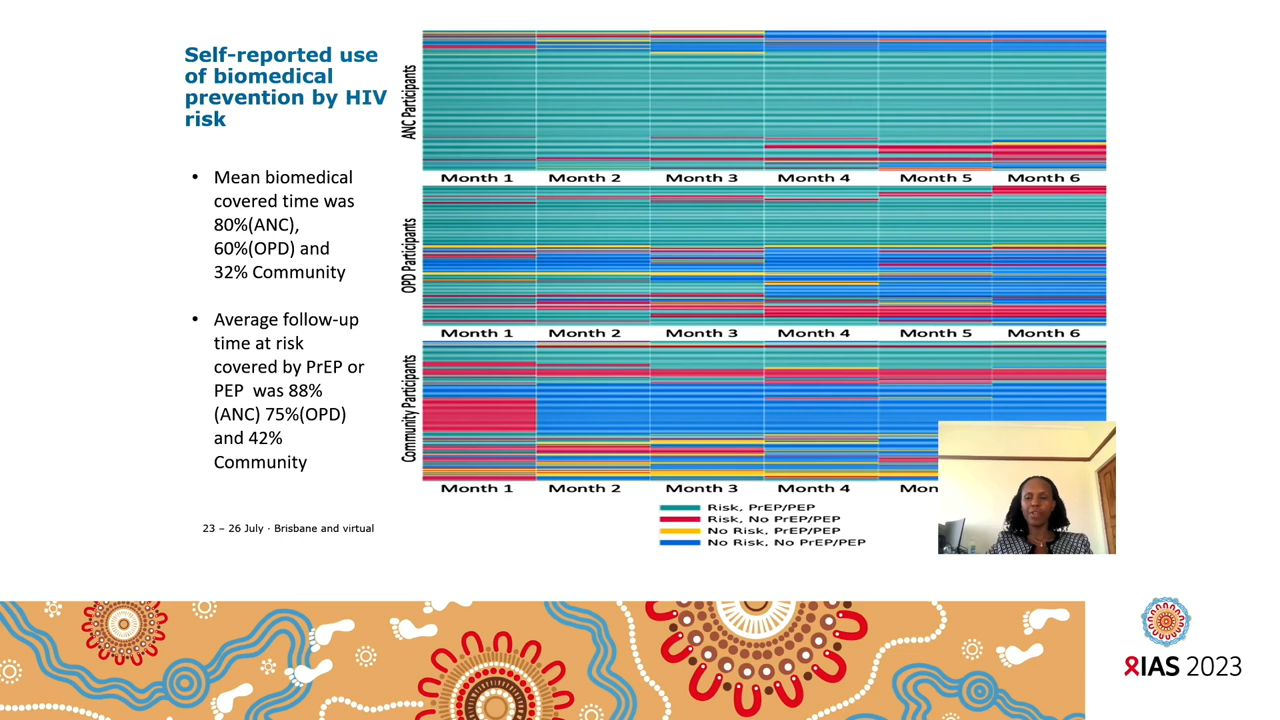 Self-reported use
of biomedical
prevention by HIV
risk
• Mean biomedical
covered time was
80%(ANC),
60%(OPD) and
32% Community
• Average follow-up
time at risk
covered by PrEP or
PEP was 88%
(ANC) 75%(OPD)
and 42%
Community
23 – 26 July · Brisbane and virtual
ANC Participants
Month 1 Month 2 Month 3 Month 4 Month 5 Month 6
OPD Participants
Month 1 Month 2 Month 3 Month 4 Month 5 Month 6
Community Participants
Month 1 Month 2 Month 3 Month 4 Mon
Risk, PrEP/PEP
Risk, No PrEP/PEP
No Risk, PrEP/PEP
No Risk, No PrEP/PEP
IAS 2023